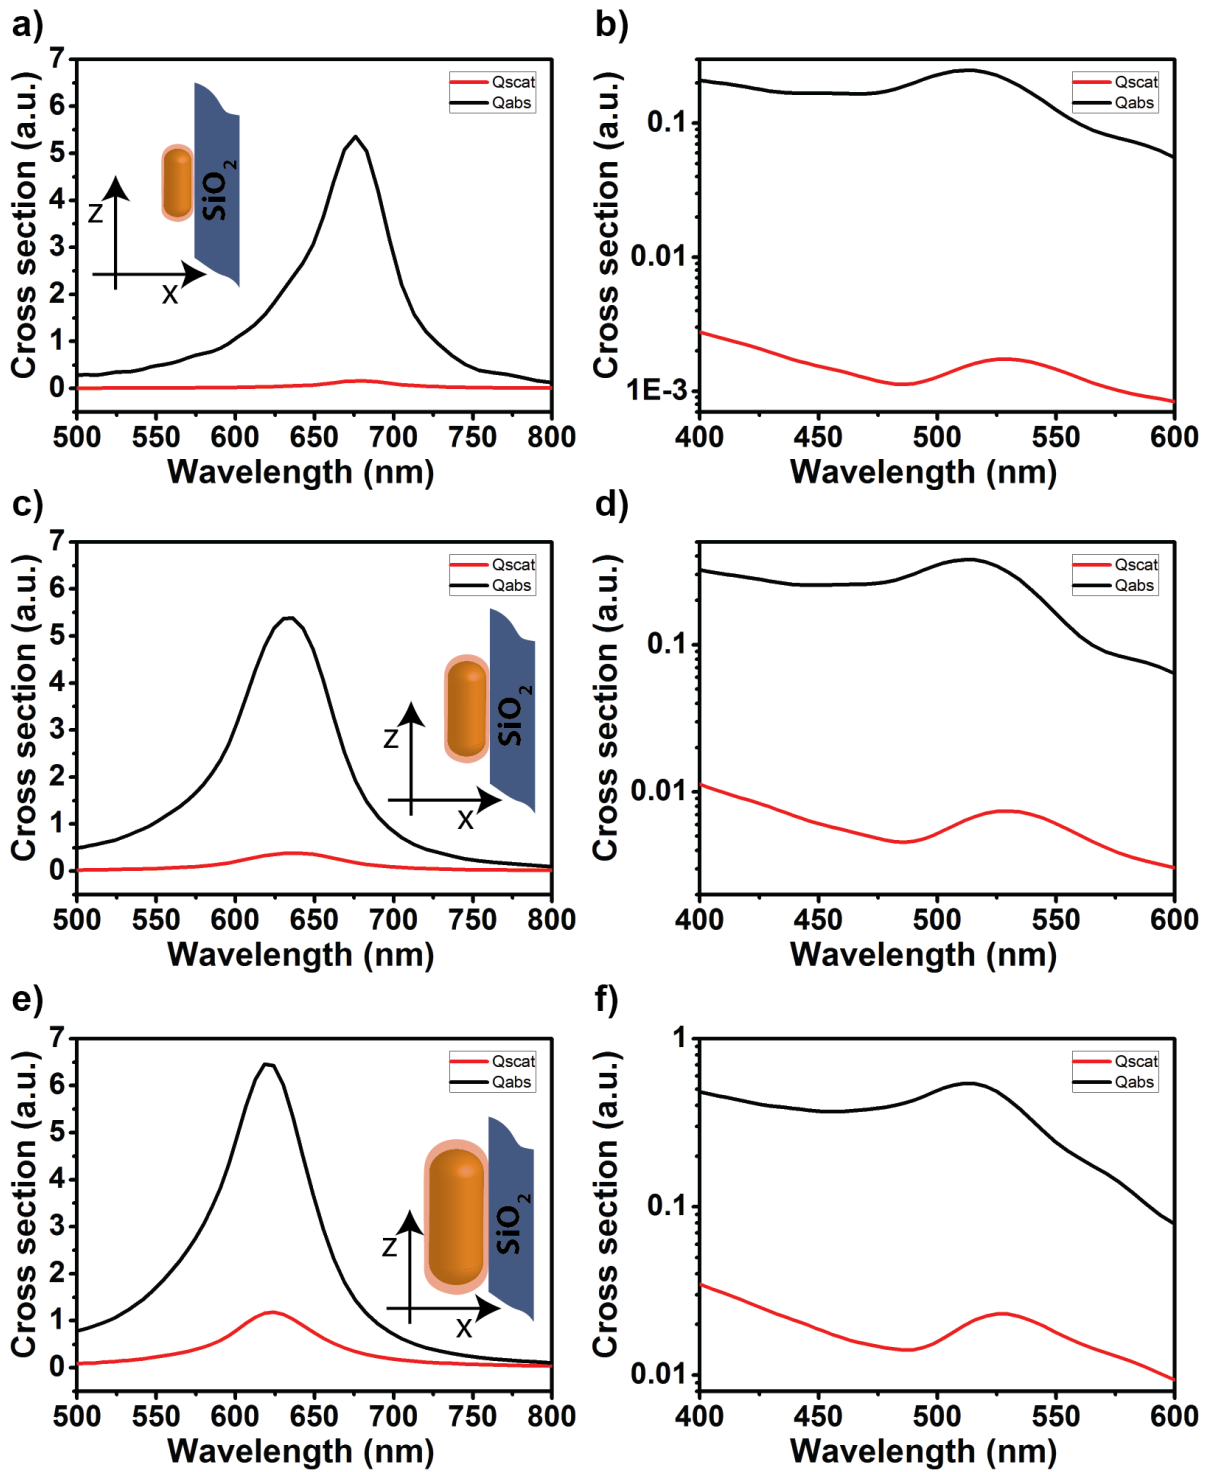 a)
Cross section (a.u.)
7
6
5
4
3
2
1
0
Qscat
Qabs
SiO2
Z
X
500 550 600 650 700 750 800
Wavelength (nm)
b)
Cross section (a.u.)
0.1
0.01
1E-3
Qscat
Qabs
400 450 500 550 600
Wavelength (nm)
c)
Cross section (a.u.)
7
6
5
4
3
2
1
0
Qscat
Qabs
SiO2
Z
X
500 550 600 650 700 750 800
Wavelength (nm)
d)
Cross section (a.u.)
0.1
0.01
Qscat
Qabs
400 450 500 550 600
Wavelength (nm)
e)
Cross section (a.u.)
7
6
5
4
3
2
1
0
Qscat
Qabs
SiO2
Z
X
500 550 600 650 700 750 800
Wavelength (nm)
f)
Cross section (a.u.)
1
0.1
0.01
Qscat
Qabs
400 450 500 550 600
Wavelength (nm)